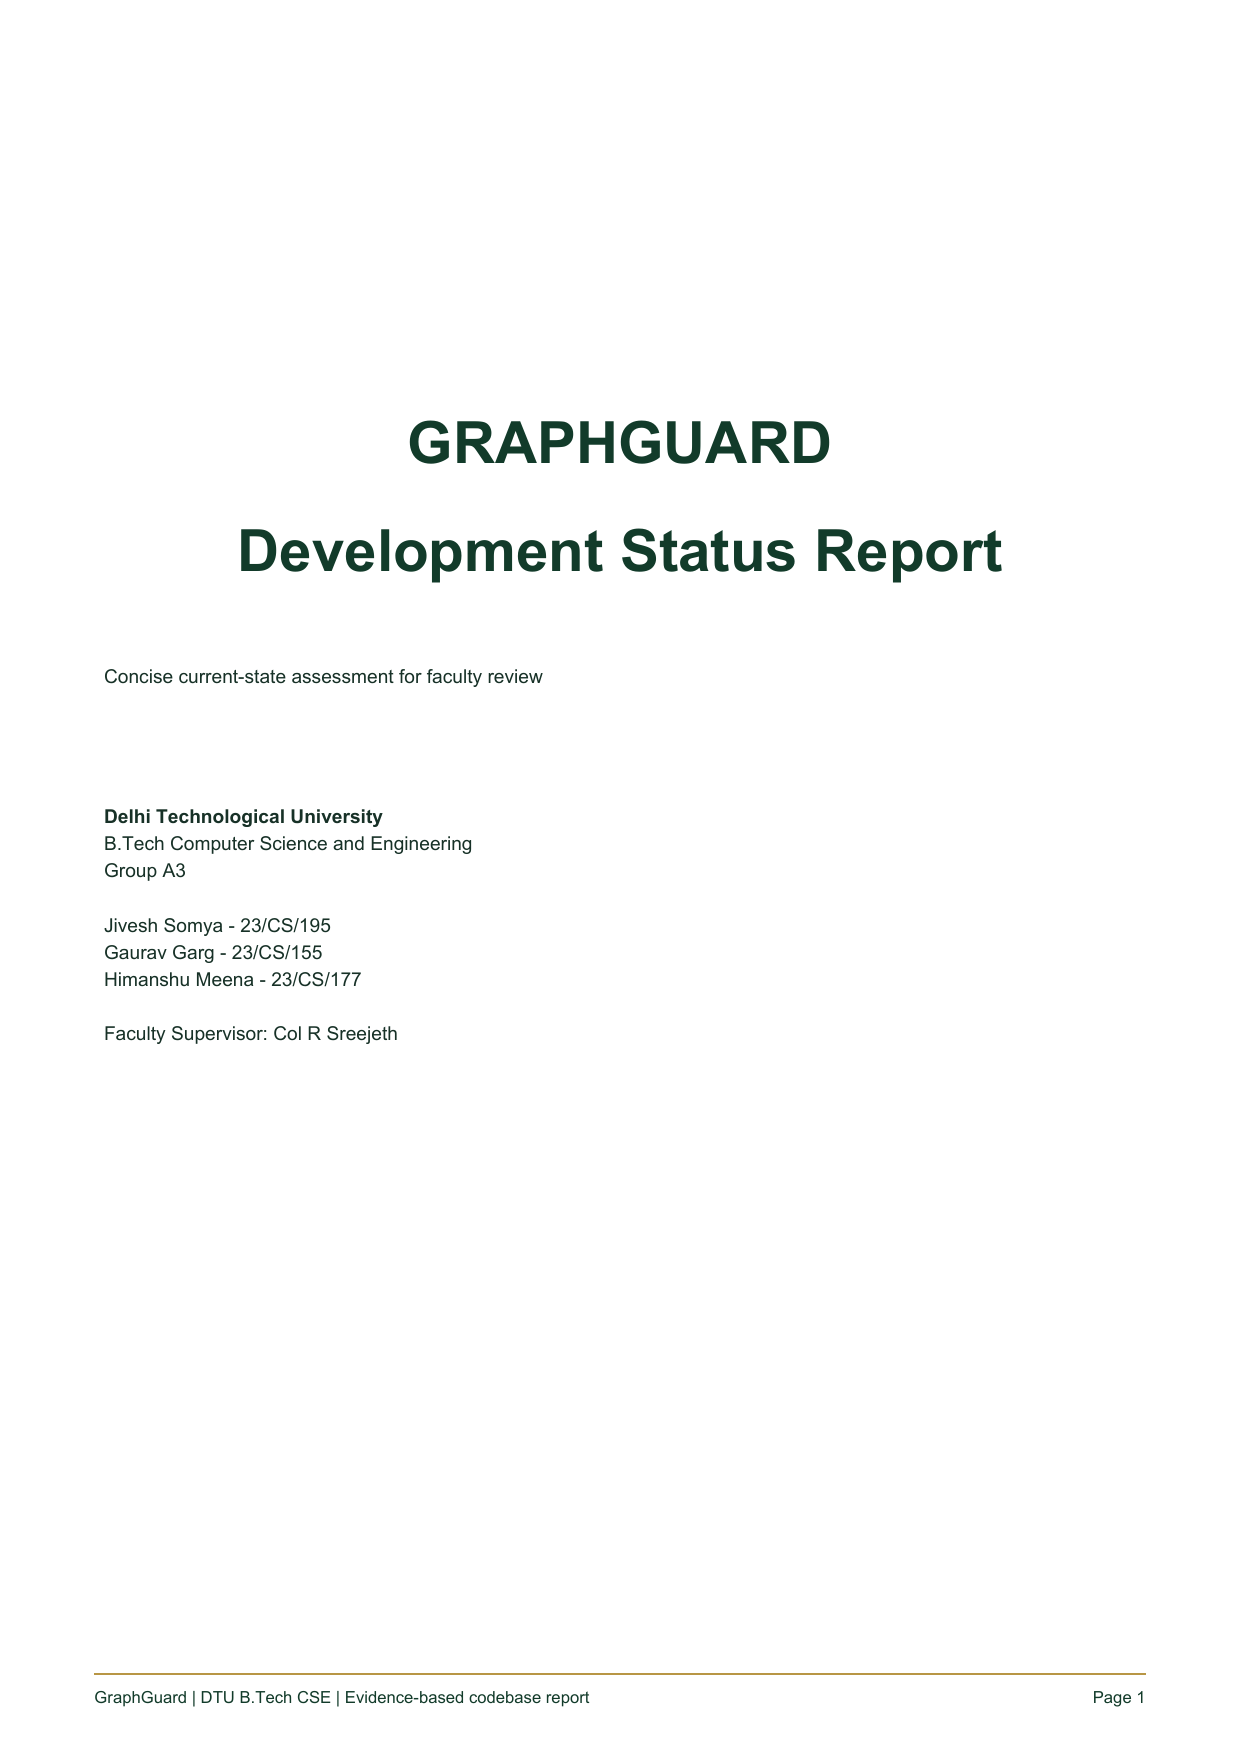 GRAPHGUARD
Development Status Report
Concise current-state assessment for faculty review
Delhi Technological University
B.Tech Computer Science and Engineering
Group A3
Jivesh Somya - 23/CS/195
Gaurav Garg - 23/CS/155
Himanshu Meena - 23/CS/177
Faculty Supervisor: Col R Sreejeth
GraphGuard | DTU B.Tech CSE | Evidence-based codebase report Page 1